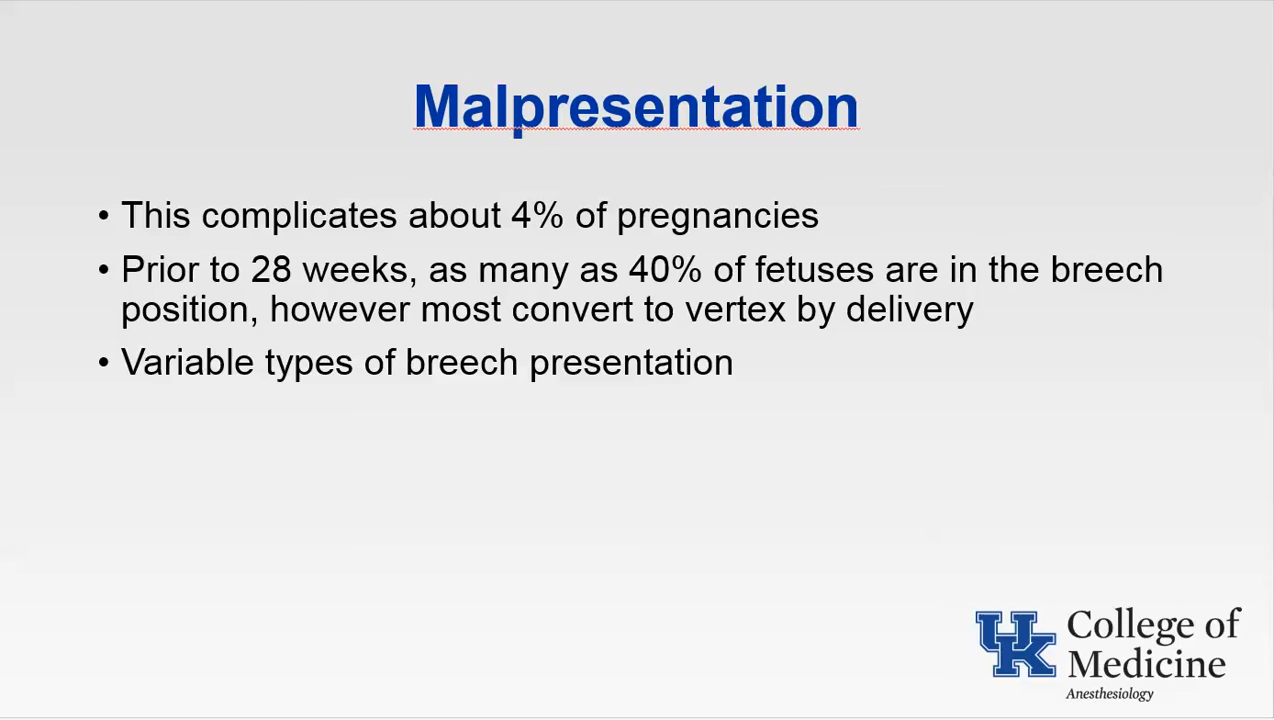 Malpresentation
• This complicates about 4% of pregnancies
• Prior to 28 weeks, as many as 40% of fetuses are in the breech
position, however most convert to vertex by delivery
• Variable types of breech presentation
UK College of
Medicine
Anesthesiology